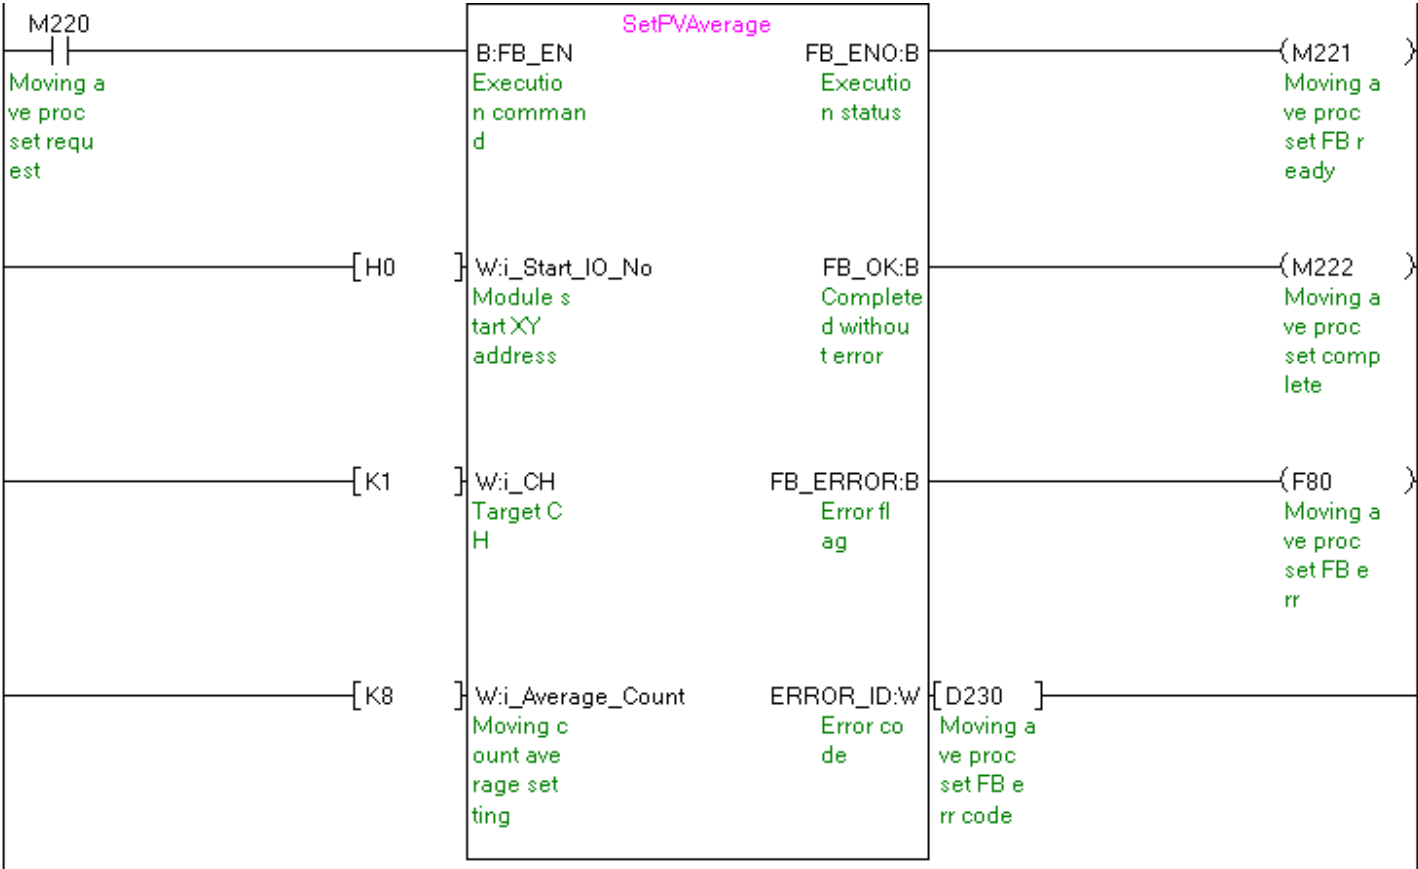 M220
SetPVAverage
B:FB_EN
FB_ENO:B
M221
Moving a
ve proc
set requ
est
Executio
n comman
d
Executio
n status
Moving a
ve proc
set FB r
eady
H0
W:i_Start_IO_No
FB_OK:B
M222
Module s
tart XY
address
Complete
d withou
t error
Moving a
ve proc
set comp
lete
K1
W:i_CH
FB_ERROR:B
F80
Target C
H
Error fl
ag
Moving a
ve proc
set FB e
rr
K8
W:i_Average_Count
ERROR_ID:W
D230
Moving c
ount ave
rage set
ting
Error co
de
Moving a
ve proc
set FB e
rr code